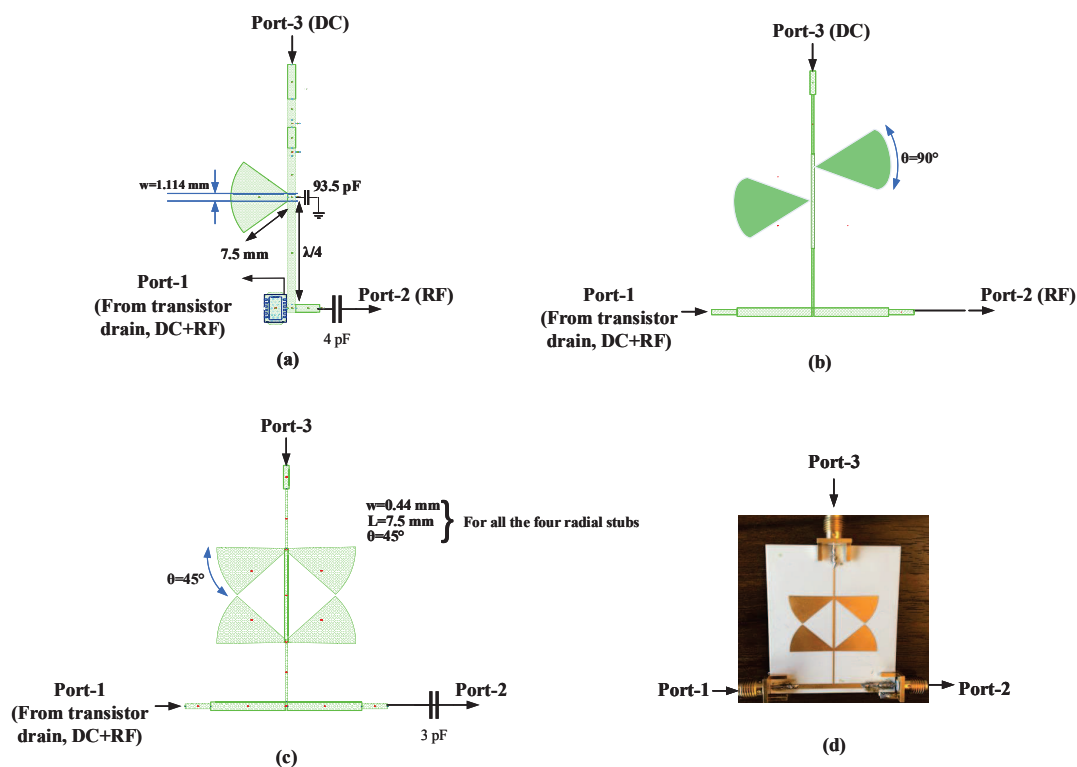 Port-3 (DC)
w=1.114 mm
93.5 pF
7.5 mm
λ/4
Port-1
(From transistor
drain, DC+RF)
Port-2 (RF)
4 pF
(a)
Port-3 (DC)
θ=90°
Port-1
(From transistor
drain, DC+RF)
Port-2 (RF)
(b)
Port-3
w=0.44 mm
L=7.5 mm
θ=45°
For all the four radial stubs
θ=45°
Port-1
(From transistor
drain, DC+RF)
Port-2
3 pF
(c)
Port-3
Port-1
Port-2
(d)